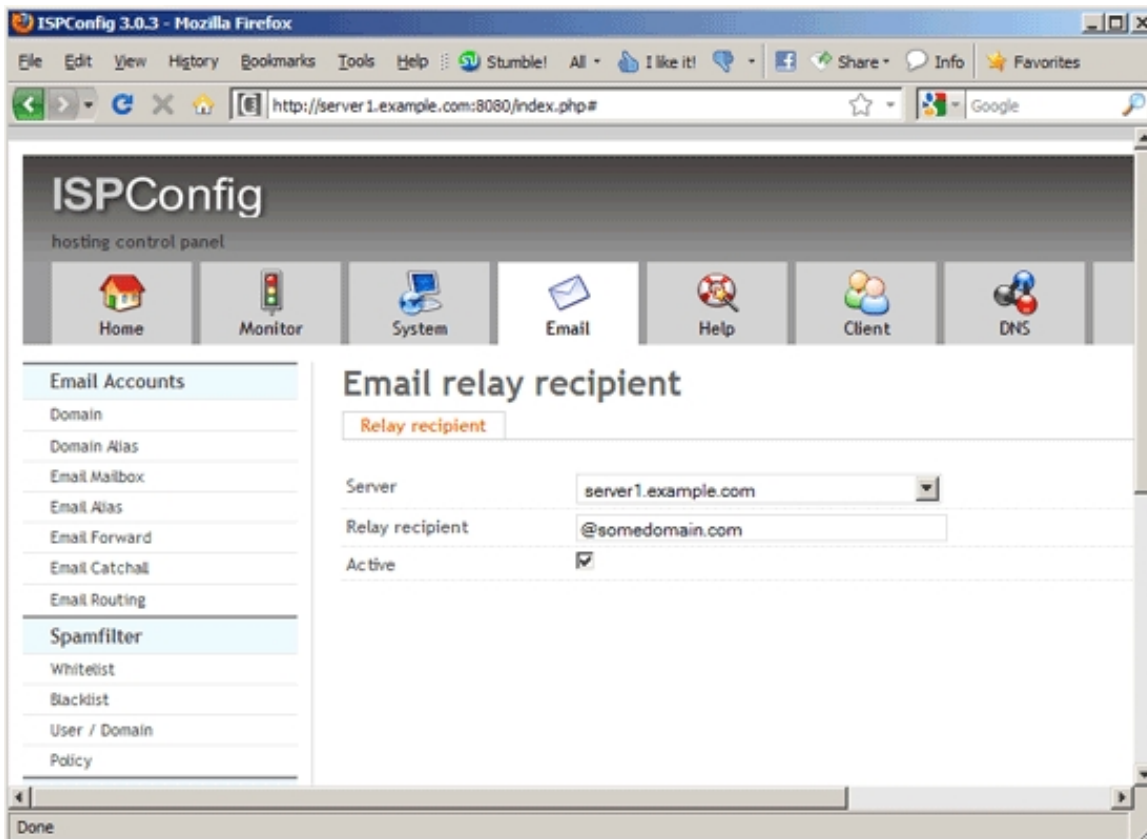 ISPConfig 3.0.3 - Mozilla Firefox
File Edit View History Bookmarks Tools Help Stumble! All I like it! Share Info Favorites
http://server1.example.com:8080/index.php# Google
ISPConfig
hosting control panel
Home Monitor System Email Help Client DNS
Email Accounts
Domain
Domain Alias
Email Mailbox
Email Alias
Email Forward
Email Catchall
Email Routing
Spamfilter
Whitelist
Blacklist
User / Domain
Policy
Email relay recipient
Relay recipient
Server server1.example.com
Relay recipient @somedomain.com
Active
Done